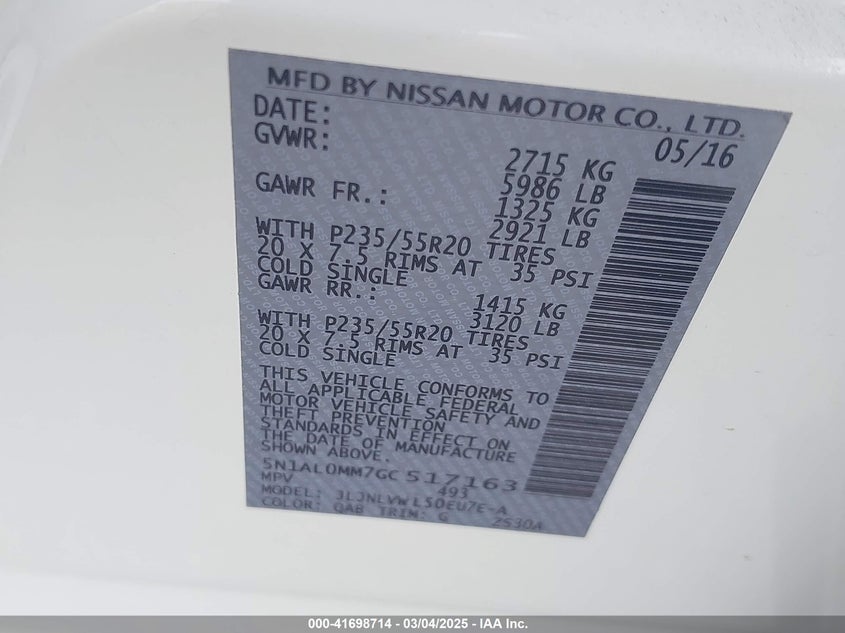 MFD BY NISSAN MOTOR CO., LTD.
DATE: 05/16
GVWR: 2715 KG
5986 LB
GAWR FR.: 1325 KG
2921 LB
WITH P235/55R20 TIRES
20 X 7.5 RIMS AT 35 PSI
COLD SINGLE
GAWR RR.: 1415 KG
3120 LB
WITH P235/55R20 TIRES
20 X 7.5 RIMS AT 35 PSI
COLD SINGLE
THIS VEHICLE CONFORMS TO
ALL APPLICABLE FEDERAL
MOTOR VEHICLE SAFETY AND
THEFT PREVENTION
STANDARDS IN EFFECT ON
THE DATE OF MANUFACTURE
SHOWN ABOVE.
5N1AL0MM7GC517163
MPV 493
MODEL: JLJNLVWL50EU7E-A
COLOR: QAB TRIM: G 2S30A
000-41698714 — 03/04/2025 — IAA Inc.